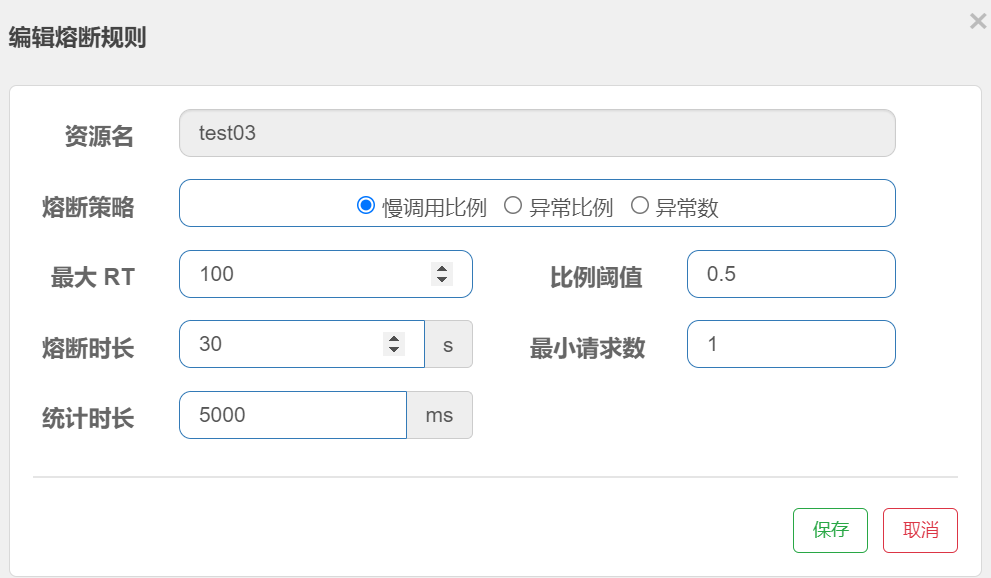 编辑熔断规则
×
资源名 test03
熔断策略 慢调用比例 异常比例 异常数
最大 RT 100 比例阈值 0.5
熔断时长 30 s 最小请求数 1
统计时长 5000 ms
保存 取消